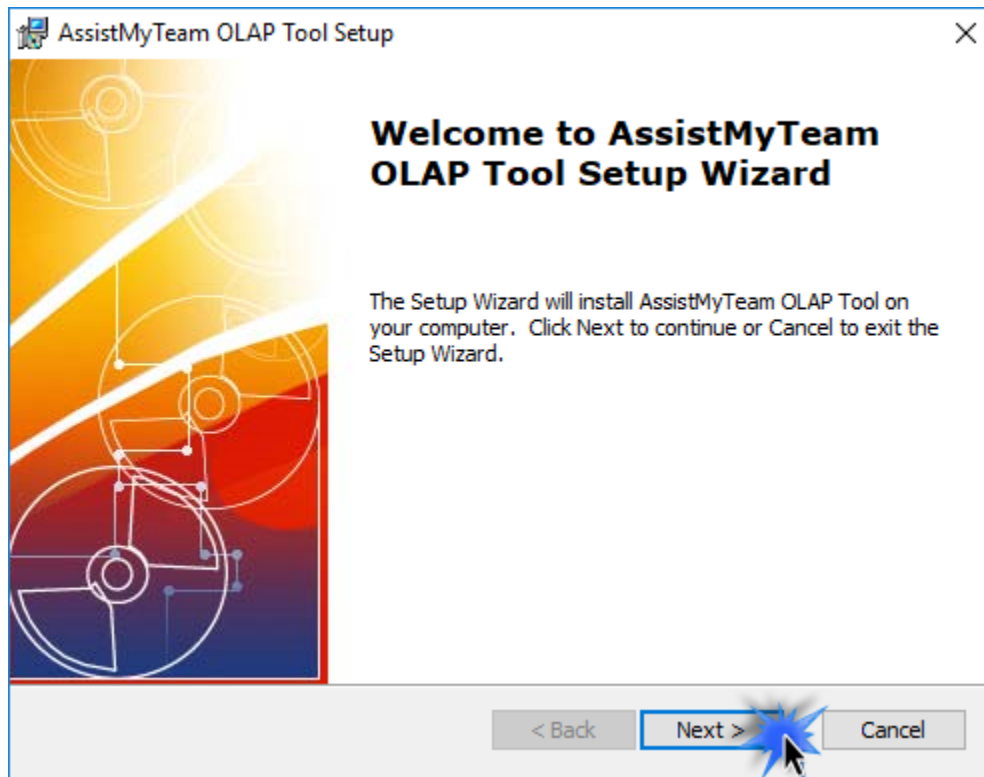 AssistMyTeam OLAP Tool Setup
Welcome to AssistMyTeam
OLAP Tool Setup Wizard
The Setup Wizard will install AssistMyTeam OLAP Tool on
your computer. Click Next to continue or Cancel to exit the
Setup Wizard.
< Back
Next >
Cancel